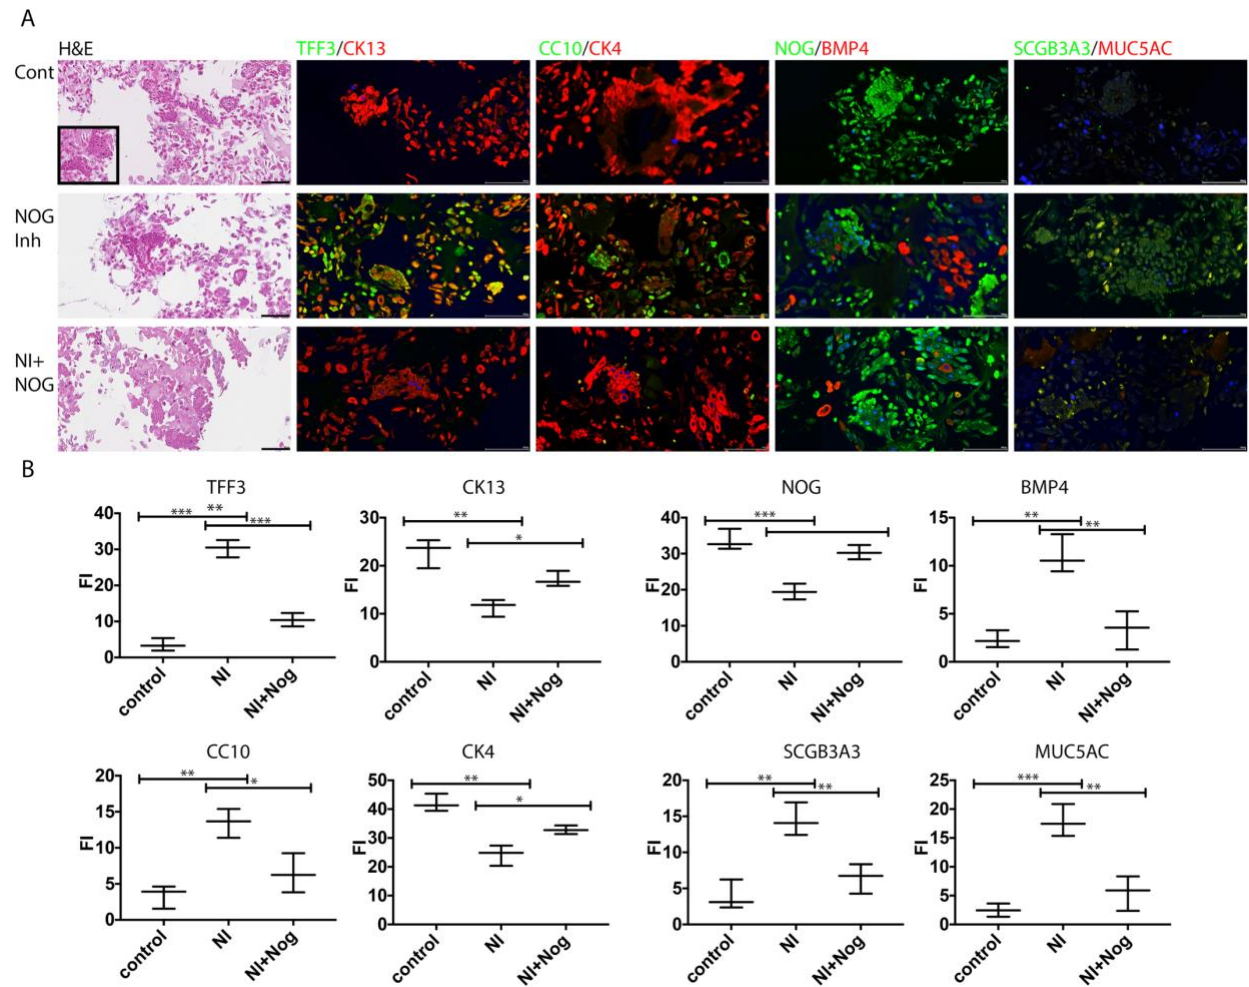 A
H&E TFF3/CK13 CC10/CK4 NOG/BMP4 SCGB3A3/MUC5AC
Cont
NOG
Inh
NI+
NOG
B
TFF3 CK13 NOG BMP4
*** ** *** ** * *** ** **
40 30 20 10 0 FI control NI NI+Nog
30 20 10 0 FI control NI NI+Nog
40 30 20 10 0 FI control NI NI+Nog
15 10 5 0 FI control NI NI+Nog
CC10 CK4 SCGB3A3 MUC5AC
** * ** * ** ** *** **
20 15 10 5 0 FI control NI NI+Nog
50 40 30 20 10 0 FI control NI NI+Nog
20 15 10 5 0 FI control NI NI+Nog
25 20 15 10 5 0 FI control NI NI+Nog